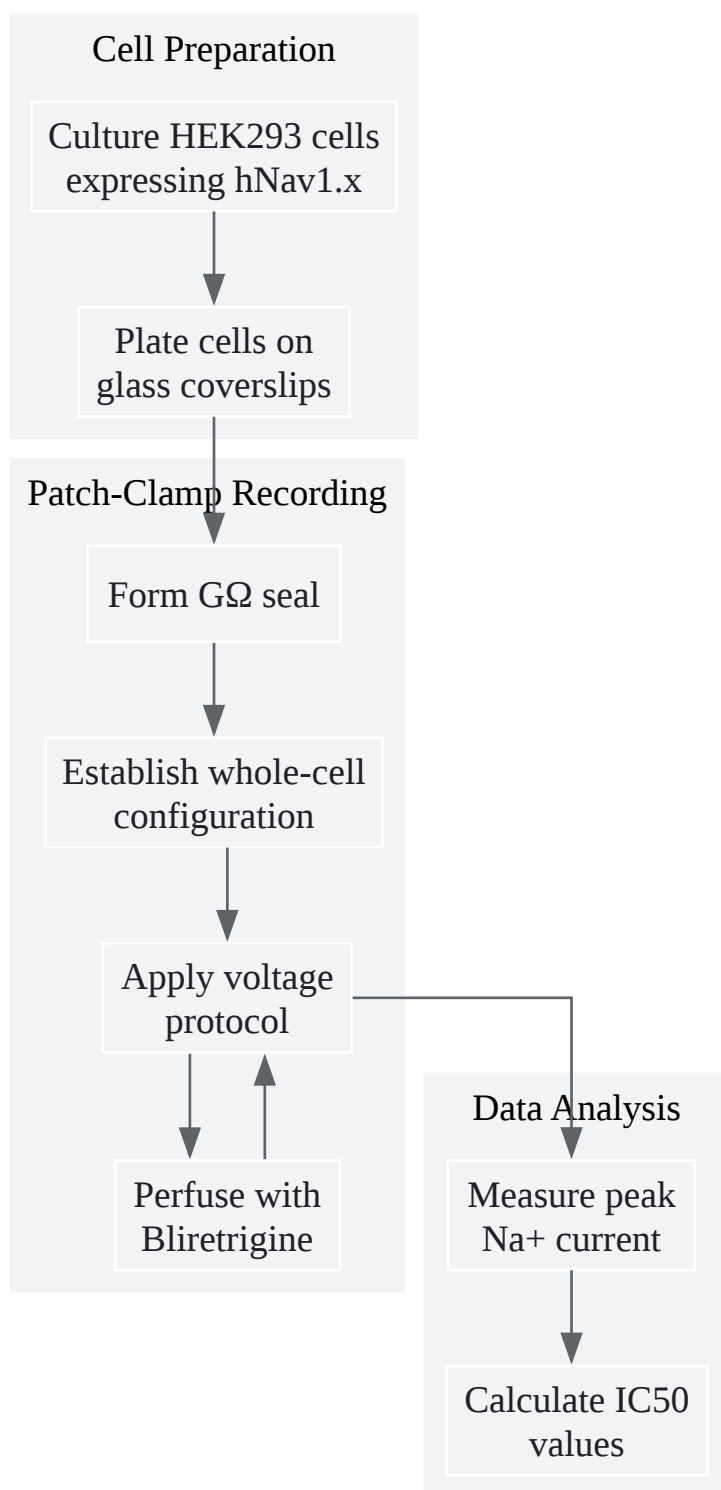 Cell Preparation
Culture HEK293 cells
expressing hNav1.x
Plate cells on
glass coverslips
Patch-Clamp Recording
Form GΩ seal
Establish whole-cell
configuration
Apply voltage
protocol
Perfuse with
Bliretrigine
Data Analysis
Measure peak
Na+ current
Calculate IC50
values